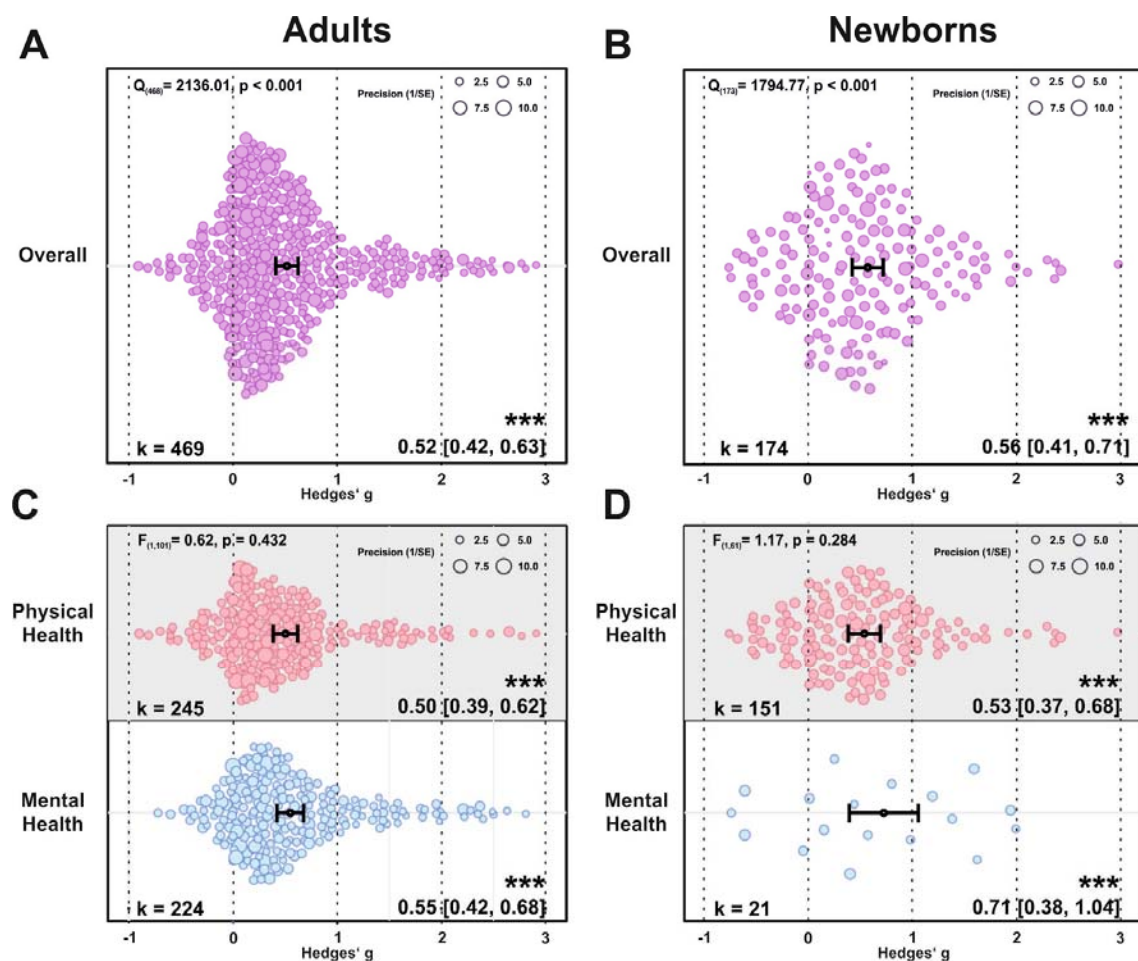 Adults
Newborns
A
Q(468)= 2136.01, p < 0.001
Precision (1/SE)
2.5 5.0
7.5 10.0
Overall
k = 469
***
0.52 [0.42, 0.63]
-1 0 1 2 3
Hedges‘ g
B
Q(173)= 1794.77, p < 0.001
Precision (1/SE)
2.5 5.0
7.5 10.0
Overall
k = 174
***
0.56 [0.41, 0.71]
-1 0 1 2 3
Hedges‘ g
C
F(1,101)= 0.62, p = 0.432
Precision (1/SE)
2.5 5.0
7.5 10.0
Physical
Health
k = 245
***
0.50 [0.39, 0.62]
Mental
Health
k = 224
***
0.55 [0.42, 0.68]
-1 0 1 2 3
Hedges‘ g
D
F(1,61)= 1.17, p = 0.284
Precision (1/SE)
2.5 5.0
7.5 10.0
Physical
Health
k = 151
***
0.53 [0.37, 0.68]
Mental
Health
k = 21
***
0.71 [0.38, 1.04]
-1 0 1 2 3
Hedges‘ g